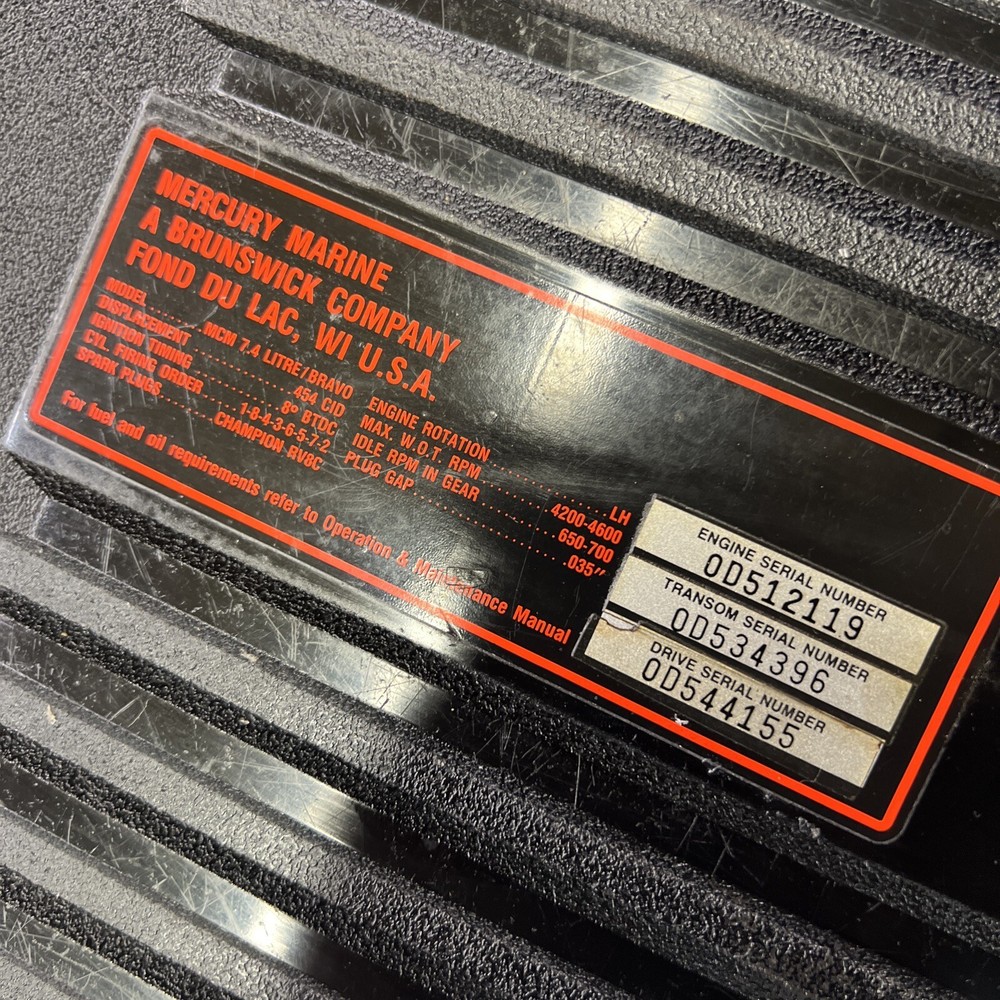 MERCURY MARINE
A BRUNSWICK COMPANY
FOND DU LAC, WI U.S.A.
MODEL ........ MCM 7.4 LITRE/BRAVO
DISPLACEMENT ........ 454 CID
IGNITION TIMING ........ 8° BTDC
CYL. FIRING ORDER ........ 1-8-4-3-6-5-7-2
SPARK PLUGS ........ CHAMPION BV8C
ENGINE ROTATION ........ LH
MAX. W.O.T. RPM ........ 4200-4600
IDLE RPM IN GEAR ........ 650-700
PLUG GAP ........ .035"
For fuel and oil requirements refer to Operation & Maintenance Manual
ENGINE SERIAL NUMBER
0D512119
TRANSOM SERIAL NUMBER
0D534396
DRIVE SERIAL NUMBER
0D544155